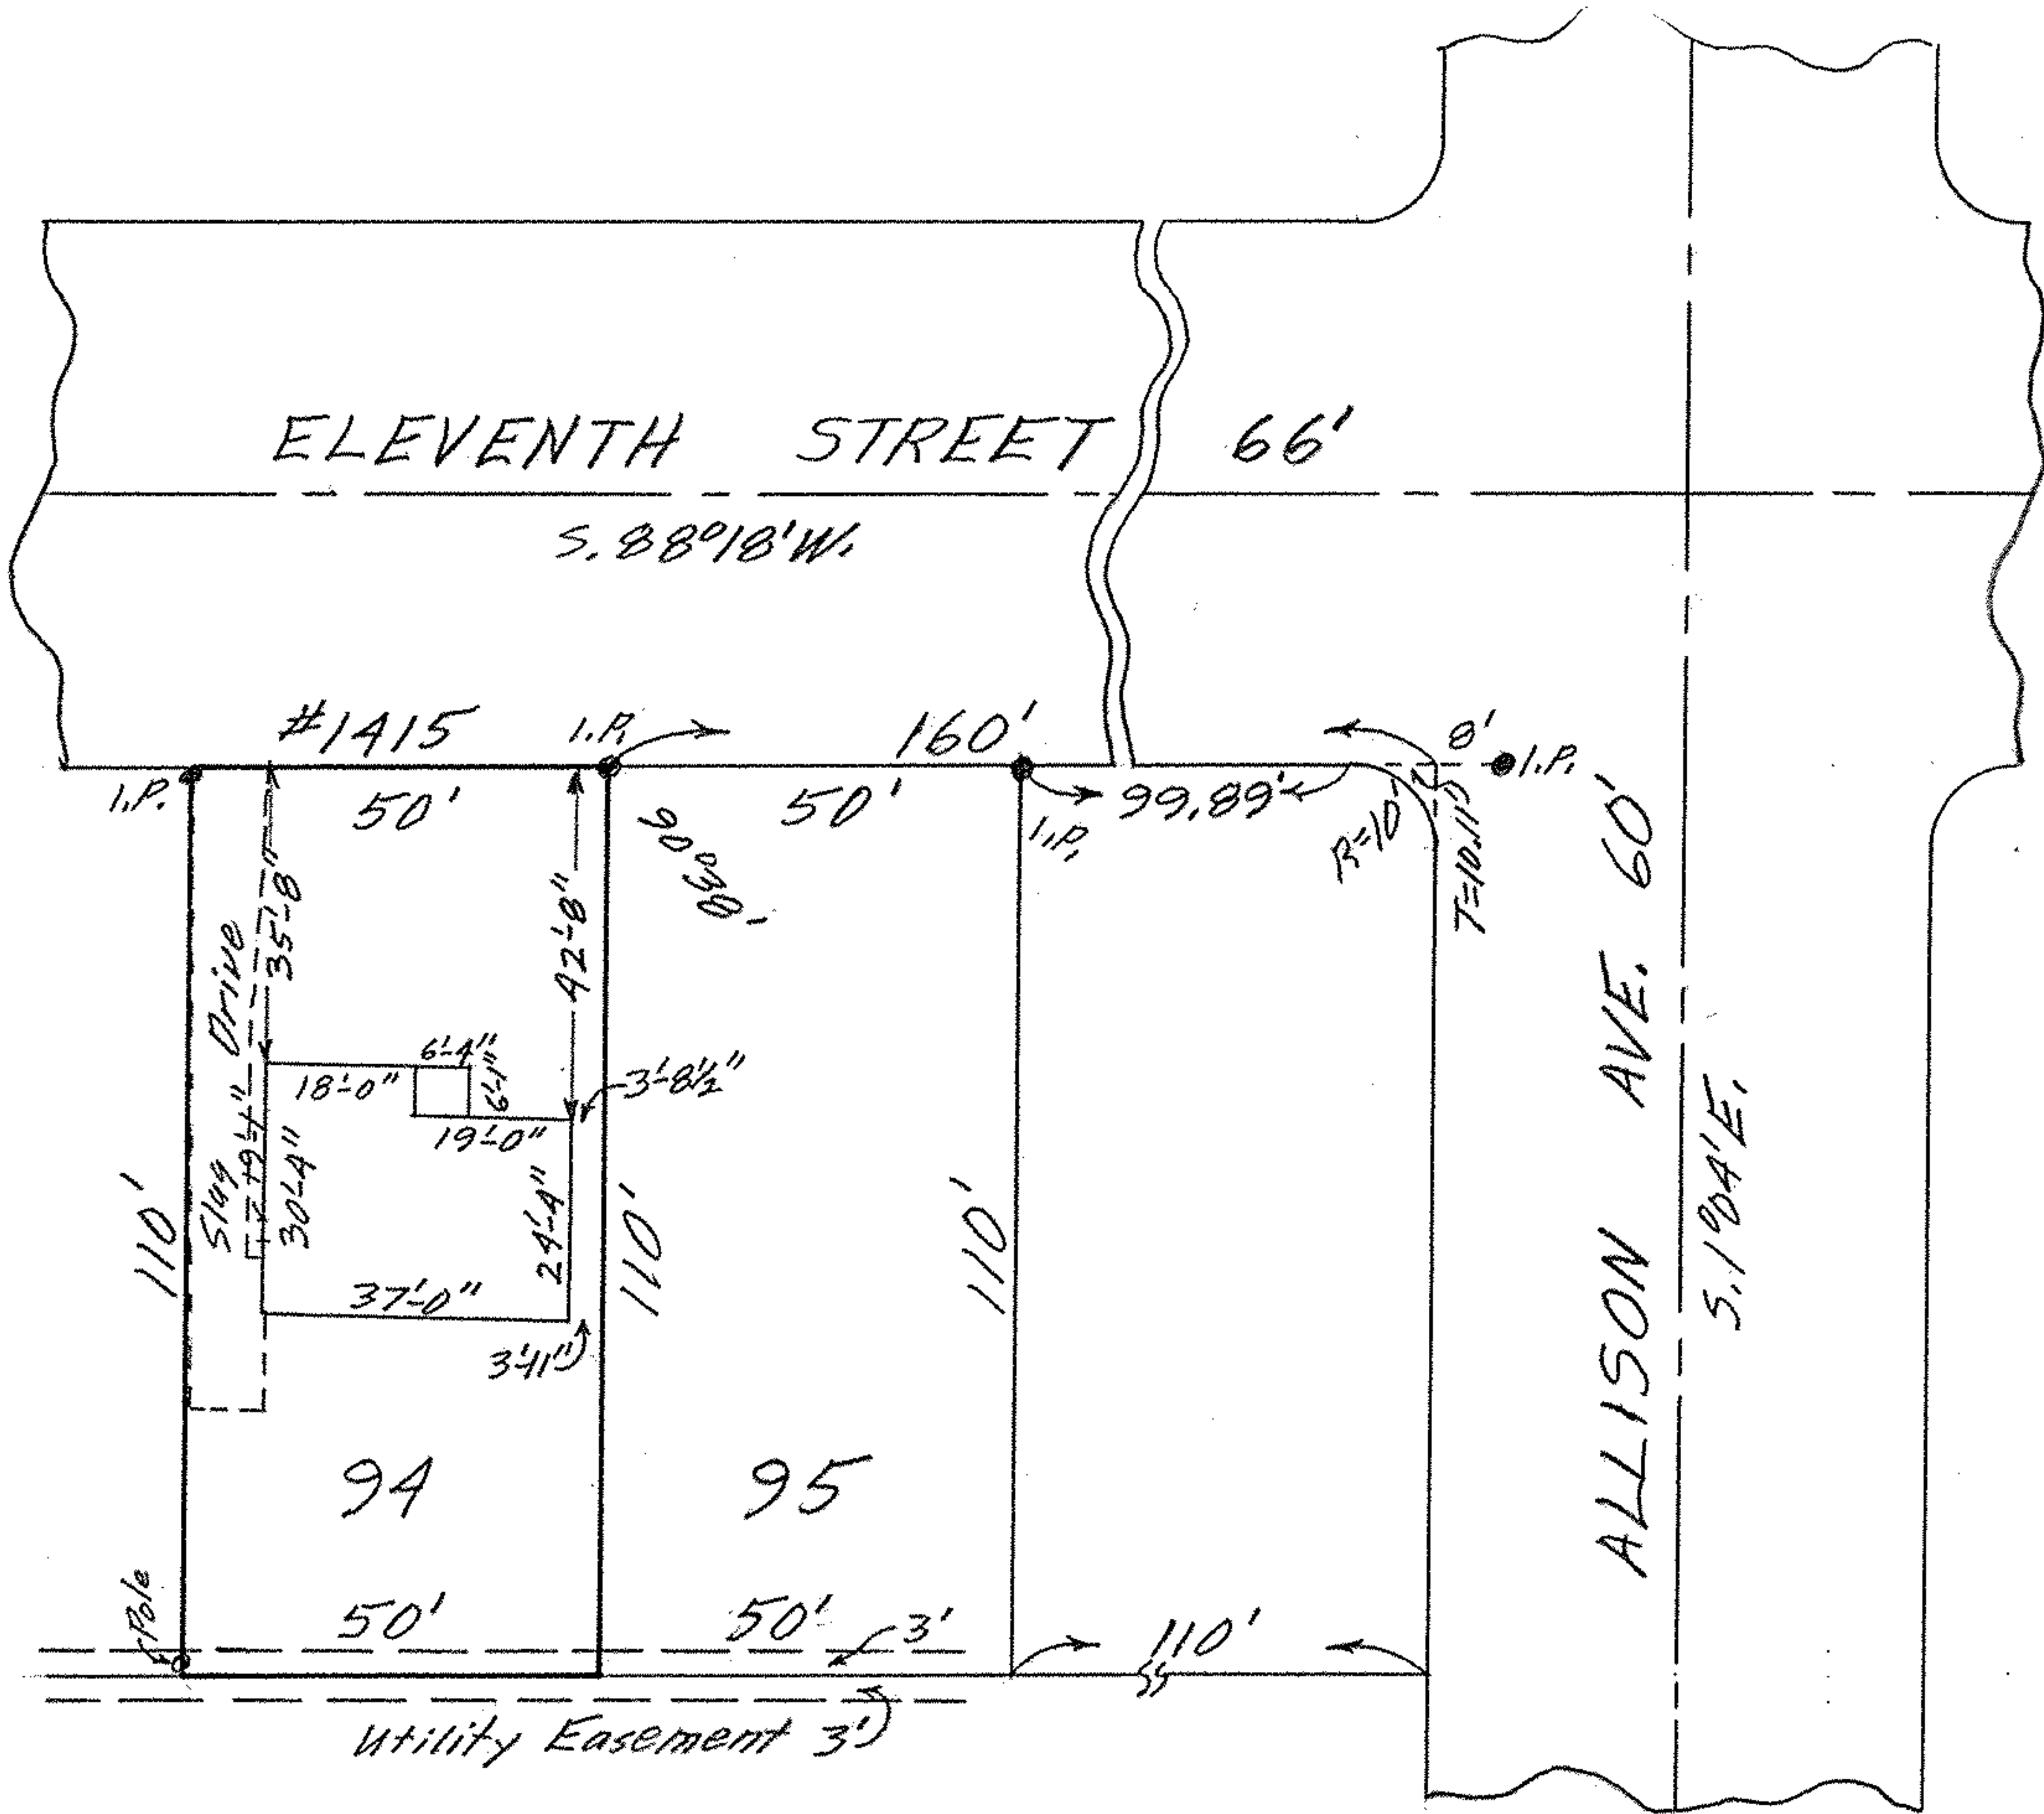 ELEVENTH STREET 66'
S. 88°18' W.
#1415
I.P.
160'
8'
I.P.
I.P.
50'
50'
I.P.
99.89'
R=10'
T=10.11'
90°38'
ALLISON AVE. 60'
S. 1°04' E.
Slag Drive
35'-8"
42'-8"
6'-4"
18'-0"
6'-1"
3'-8½"
19'-0"
9'-4"
30'-4"
24'-4"
37'-0"
3'-11"
110'
110'
110'
94
95
Pole
50'
50'
3'
110'
Utility Easement 3'